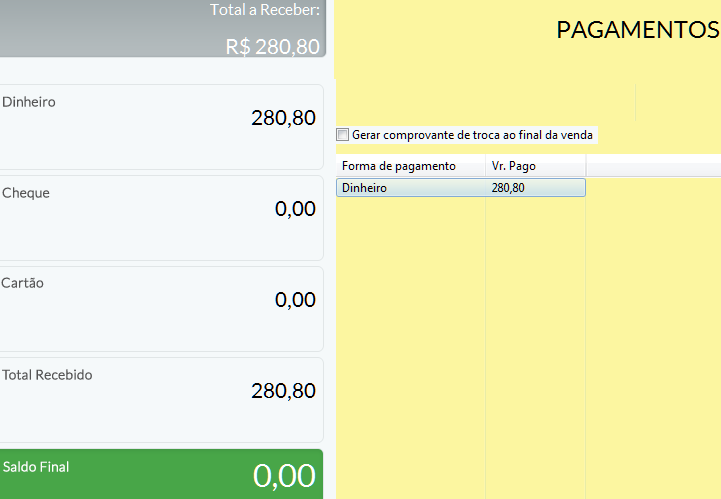 Total a Receber:
R$ 280,80
Dinheiro
280,80
Cheque
0,00
Cartão
0,00
Total Recebido
280,80
Saldo Final
0,00
PAGAMENTOS
Gerar comprovante de troca ao final da venda
Forma de pagamento Vr. Pago
Dinheiro 280,80